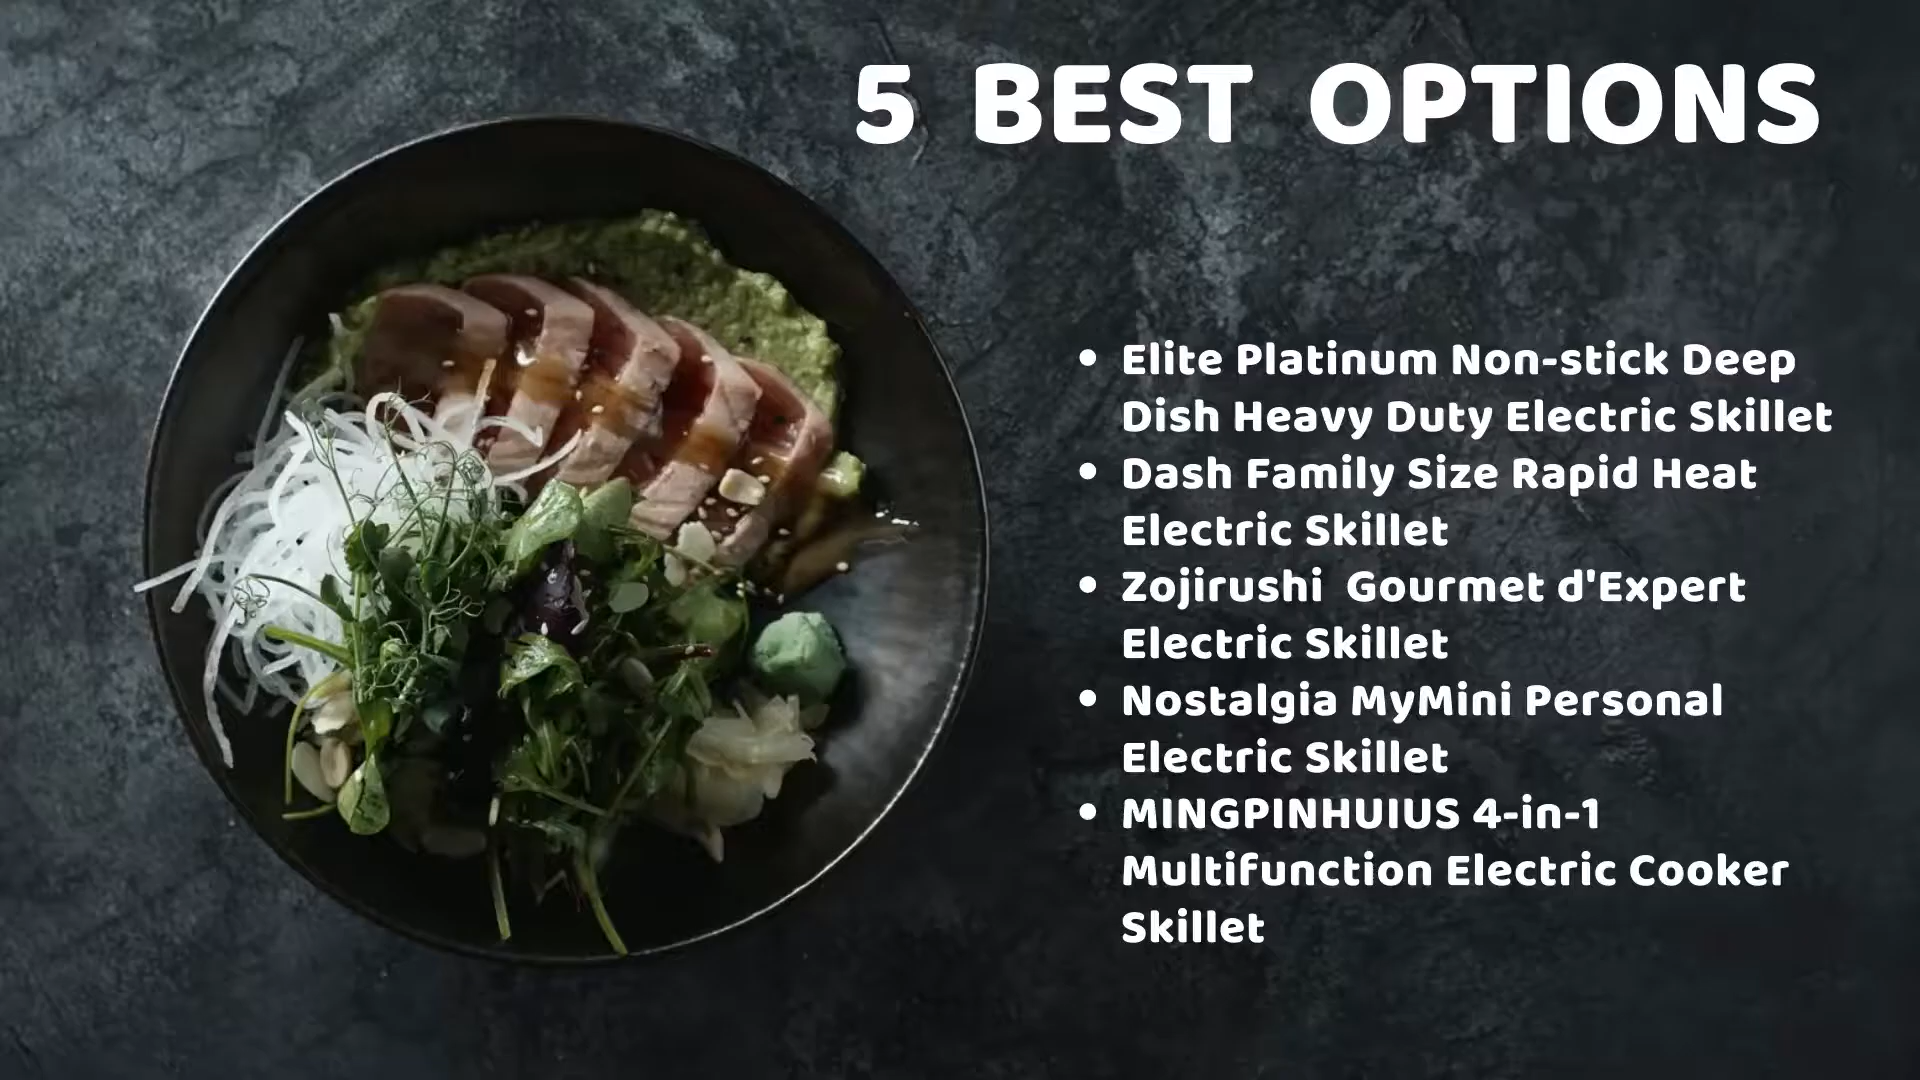 5 BEST OPTIONS
• Elite Platinum Non-stick Deep
Dish Heavy Duty Electric Skillet
• Dash Family Size Rapid Heat
Electric Skillet
• Zojirushi  Gourmet d'Expert
Electric Skillet
• Nostalgia MyMini Personal
Electric Skillet
• MINGPINHUIUS 4-in-1
Multifunction Electric Cooker
Skillet